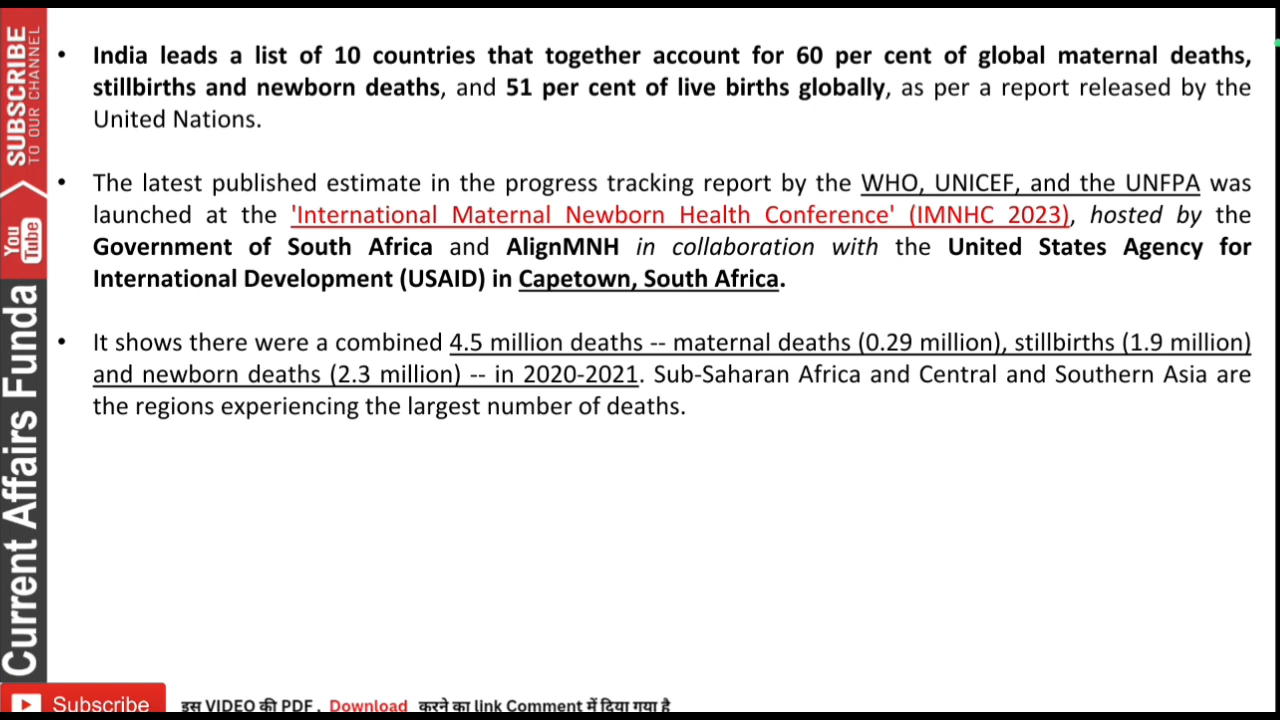 • India leads a list of 10 countries that together account for 60 per cent of global maternal deaths,
stillbirths and newborn deaths, and 51 per cent of live births globally, as per a report released by the
United Nations.
• The latest published estimate in the progress tracking report by the WHO, UNICEF, and the UNFPA was
launched at the 'International Maternal Newborn Health Conference' (IMNHC 2023), hosted by the
Government of South Africa and AlignMNH in collaboration with the United States Agency for
International Development (USAID) in Capetown, South Africa.
• It shows there were a combined 4.5 million deaths -- maternal deaths (0.29 million), stillbirths (1.9 million)
and newborn deaths (2.3 million) -- in 2020-2021. Sub-Saharan Africa and Central and Southern Asia are
the regions experiencing the largest number of deaths.
SUBSCRIBE
TO OUR CHANNEL
You
Tube
Current Affairs Funda
Subscribe
इस VIDEO की PDF , Download करने का link Comment में दिया गया है